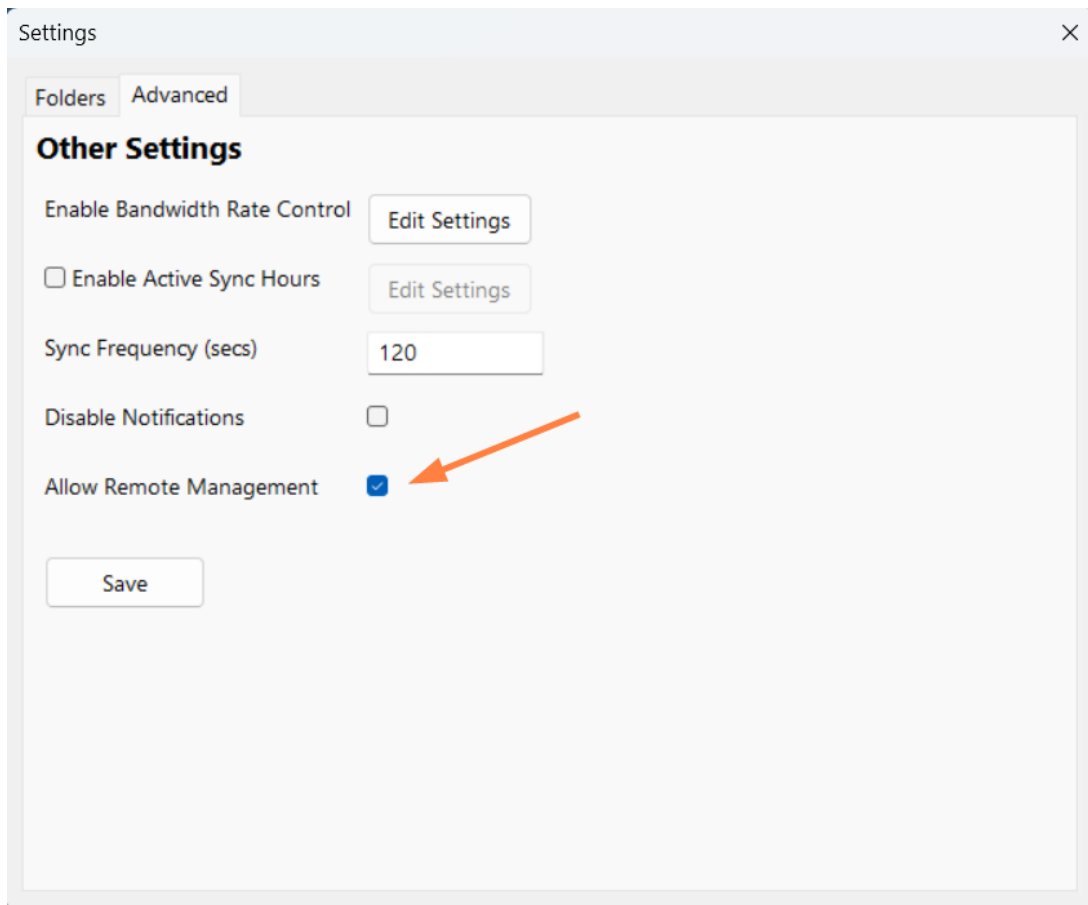 Settings
Folders Advanced
Other Settings
Enable Bandwidth Rate Control Edit Settings
Enable Active Sync Hours Edit Settings
Sync Frequency (secs) 120
Disable Notifications
Allow Remote Management
Save